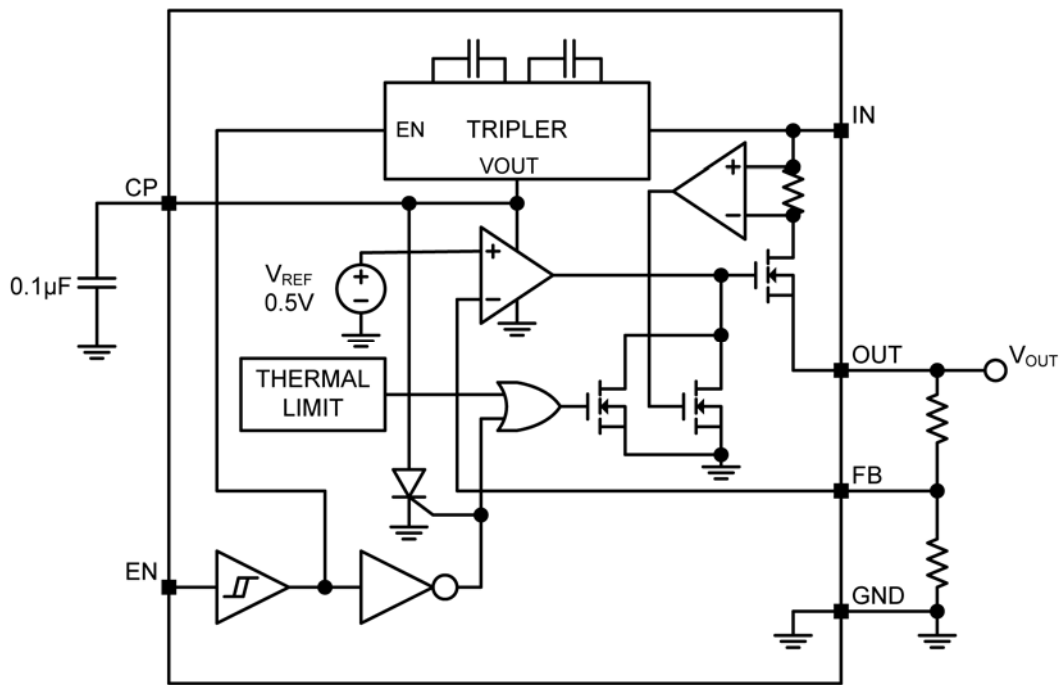 IN
EN
TRIPLER
VOUT
CP
+
−
+
−
0.1µF
VREF
0.5V
+
−
OUT
VOUT
THERMAL
LIMIT
FB
EN
GND